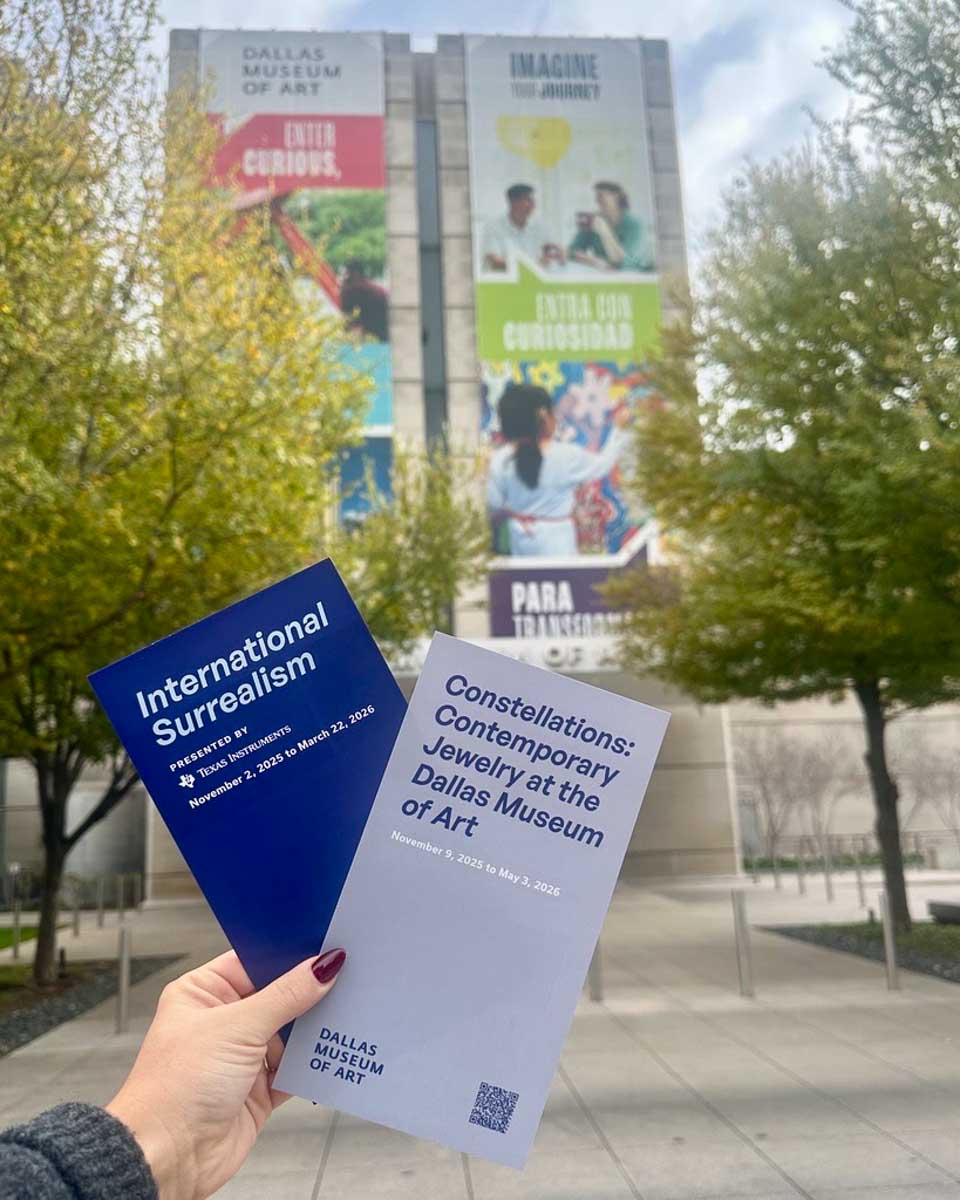 DALLAS
MUSEUM
OF ART
ENTER
CURIOUS,
IMAGINE
YOUR JOURNEY
ENTRA CON
CURIOSIDAD
PARA
OF
International
Surrealism
PRESENTED BY
TEXAS INSTRUMENTS
November 2, 2025 to March 22, 2026
Constellations:
Contemporary
Jewelry at the
Dallas Museum
of Art
November 9, 2025 to May 3, 2026
DALLAS
MUSEUM
OF ART